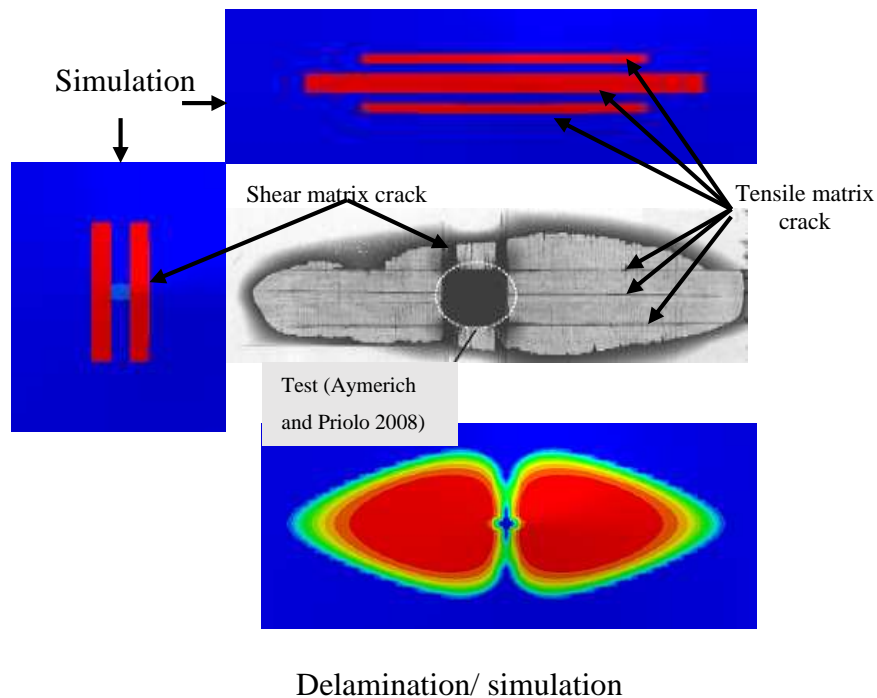 Simulation
Shear matrix crack
Tensile matrix
crack
Test (Aymerich
and Priolo 2008)
Delamination/ simulation